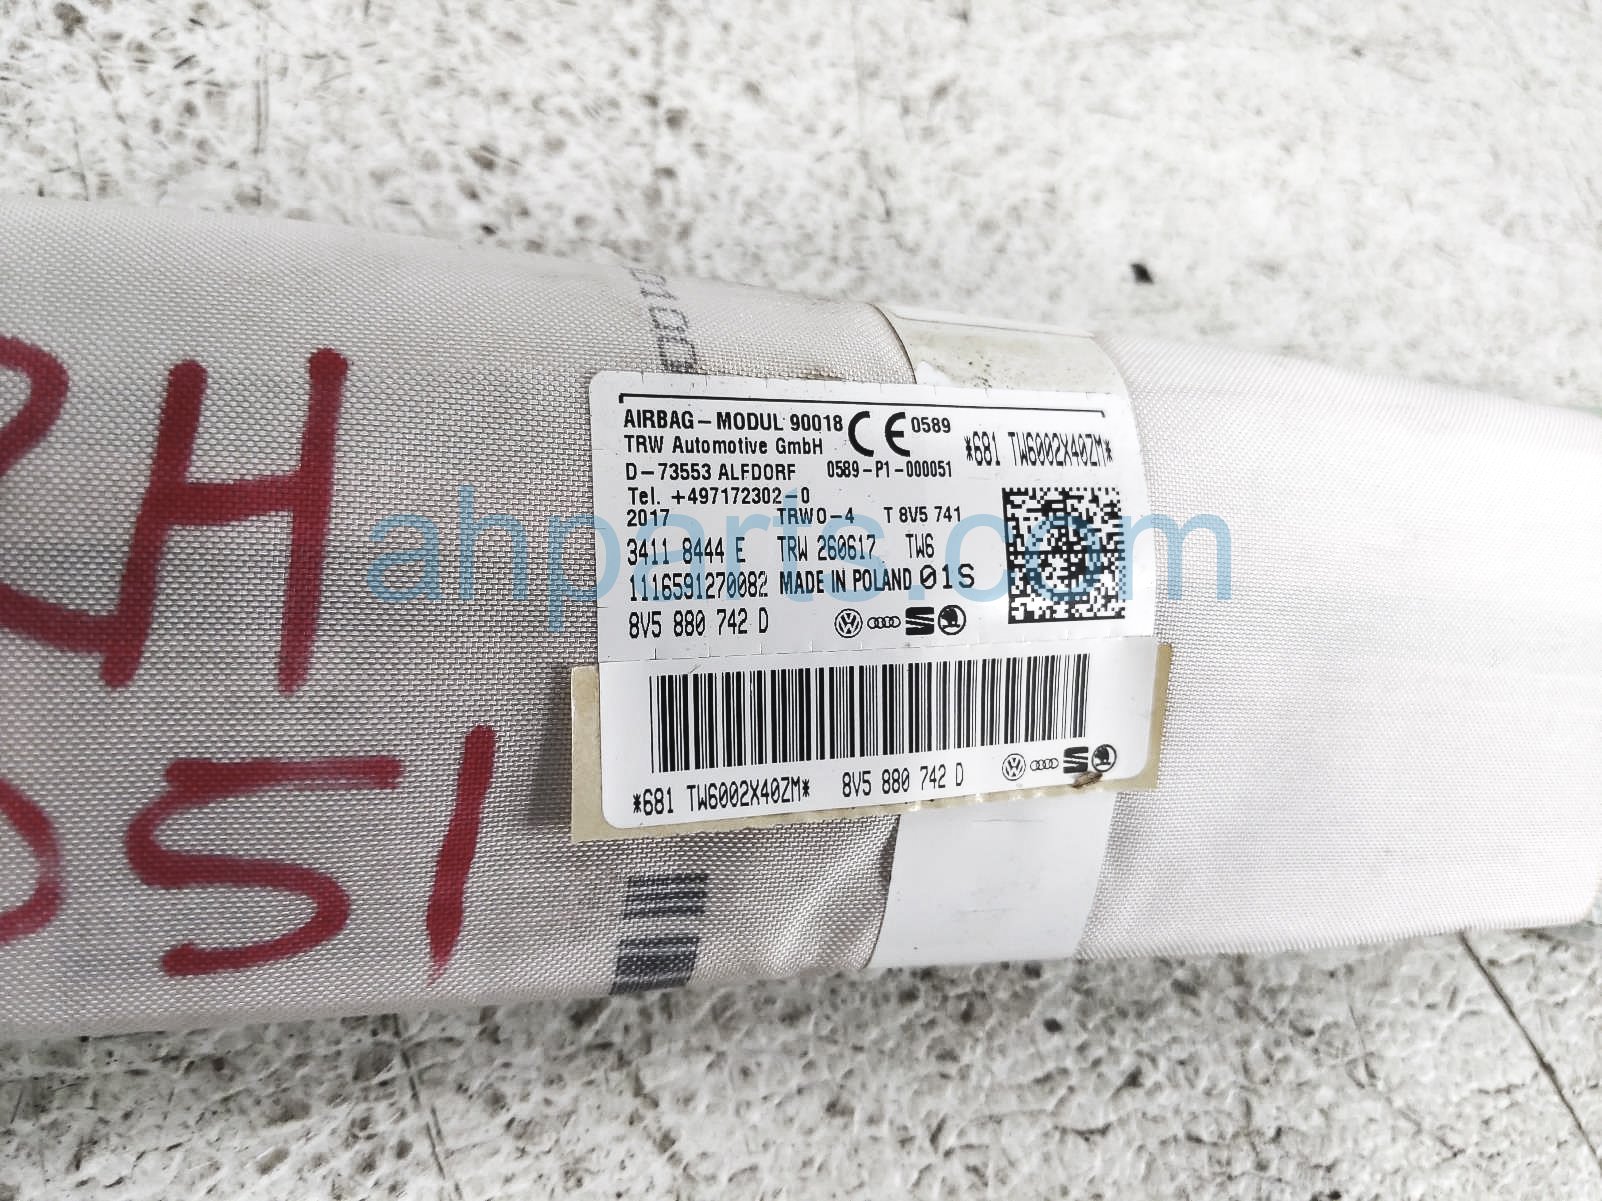 RH
051
AIRBAG-MODUL 90018 CE 0589
TRW Automotive GmbH
*681 TW6002X40ZM*
D-73553 ALFDORF 0589-P1-000051
Tel. +497172302-0
2017 TRW0-4 T 8V5 741
3411 8444 E TRW 260617 TW6
1116591270082 MADE IN POLAND 01S
8V5 880 742 D
*681 TW6002X40ZM* 8V5 880 742 D
ahparts.com